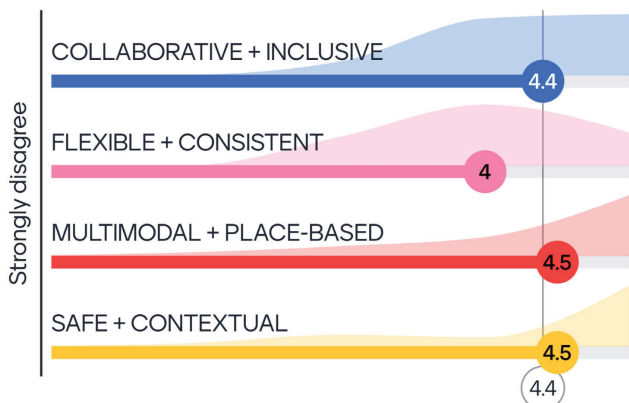 Strongly disagree
COLLABORATIVE + INCLUSIVE
4.4
FLEXIBLE + CONSISTENT
4
MULTIMODAL + PLACE-BASED
4.5
SAFE + CONTEXTUAL
4.5
4.4